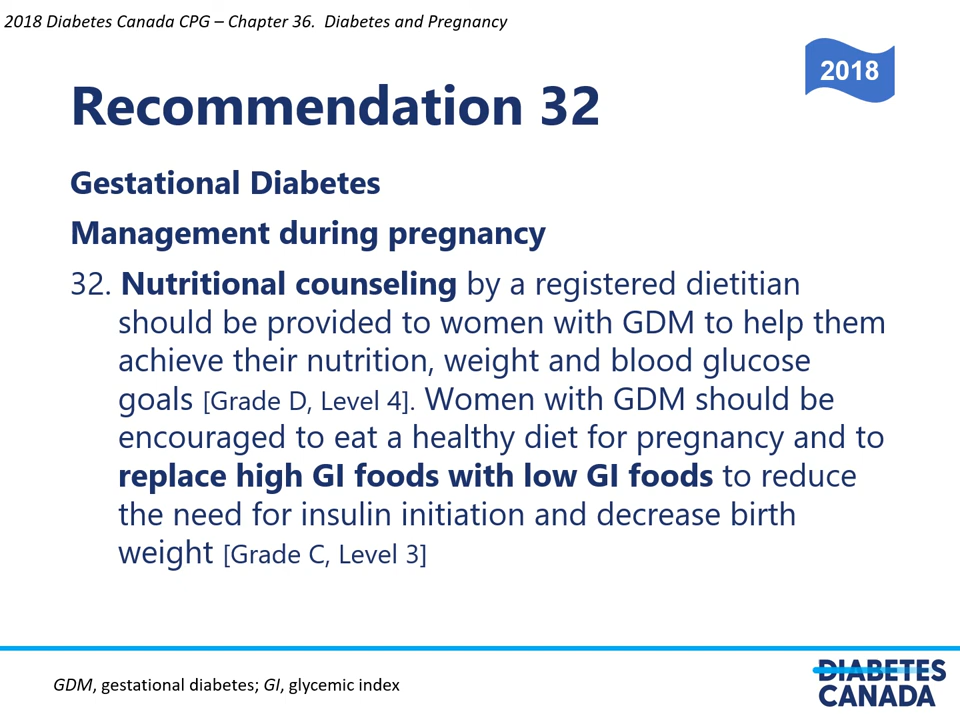 2018 Diabetes Canada CPG – Chapter 36.  Diabetes and Pregnancy
2018
Recommendation 32
Gestational Diabetes
Management during pregnancy
32. Nutritional counseling by a registered dietitian
should be provided to women with GDM to help them
achieve their nutrition, weight and blood glucose
goals [Grade D, Level 4]. Women with GDM should be
encouraged to eat a healthy diet for pregnancy and to
replace high GI foods with low GI foods to reduce
the need for insulin initiation and decrease birth
weight [Grade C, Level 3]
GDM, gestational diabetes; GI, glycemic index
DIABETES
CANADA